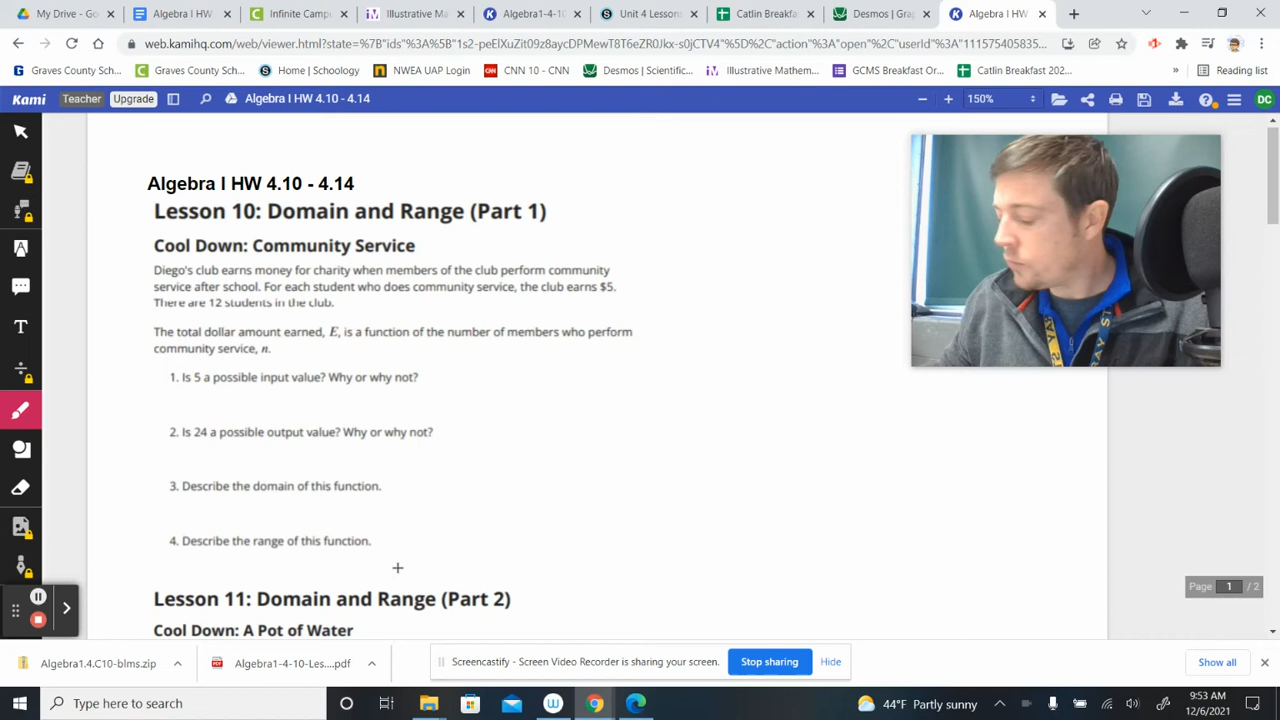 My Drive - Goo
Algebra I HW
Infinite Campu
Illustrative Ma
Algebra1-4-10-
Unit 4 Lessons
Catlin Breakfa
Desmos | Grap
Algebra I HW
Graves County Sch...
Graves County Sch...
Home | Schoology
NWEA UAP Login
CNN 10 - CNN
Desmos | Scientific...
Illustrative Mathem...
GCMS Breakfast Or...
Catlin Breakfast 202...
»
Reading list
Kami
Teacher
Upgrade
Algebra I HW 4.10 - 4.14
150%
DC
Algebra I HW 4.10 - 4.14
Lesson 10: Domain and Range (Part 1)
Cool Down: Community Service
Diego's club earns money for charity when members of the club perform community
service after school. For each student who does community service, the club earns $5.
There are 12 students in the club.
The total dollar amount earned, E, is a function of the number of members who perform
community service, n.
1. Is 5 a possible input value? Why or why not?
2. Is 24 a possible output value? Why or why not?
3. Describe the domain of this function.
4. Describe the range of this function.
Lesson 11: Domain and Range (Part 2)
Cool Down: A Pot of Water
Page 1 / 2
Algebra1.4.C10-blms.zip
Algebra1-4-10-Les....pdf
Screencastify - Screen Video Recorder is sharing your screen.
Stop sharing
Hide
Show all
Type here to search
44°F Partly sunny
9:53 AM
12/6/2021